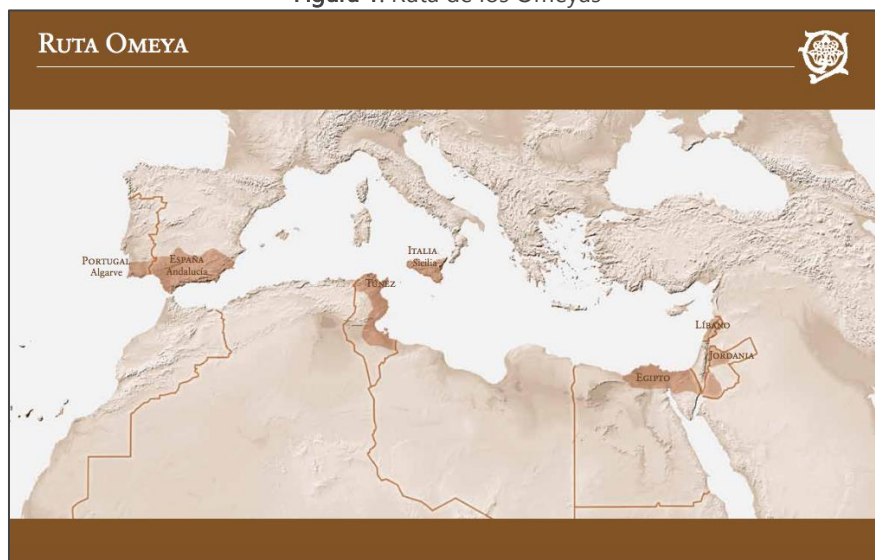 Figura 1. Ruta de los Omeyas
RUTA OMEYA
PORTUGAL
Algarve
ESPAÑA
Andalucía
ITALIA
Sicilia
TÚNEZ
LÍBANO
JORDANIA
EGIPTO